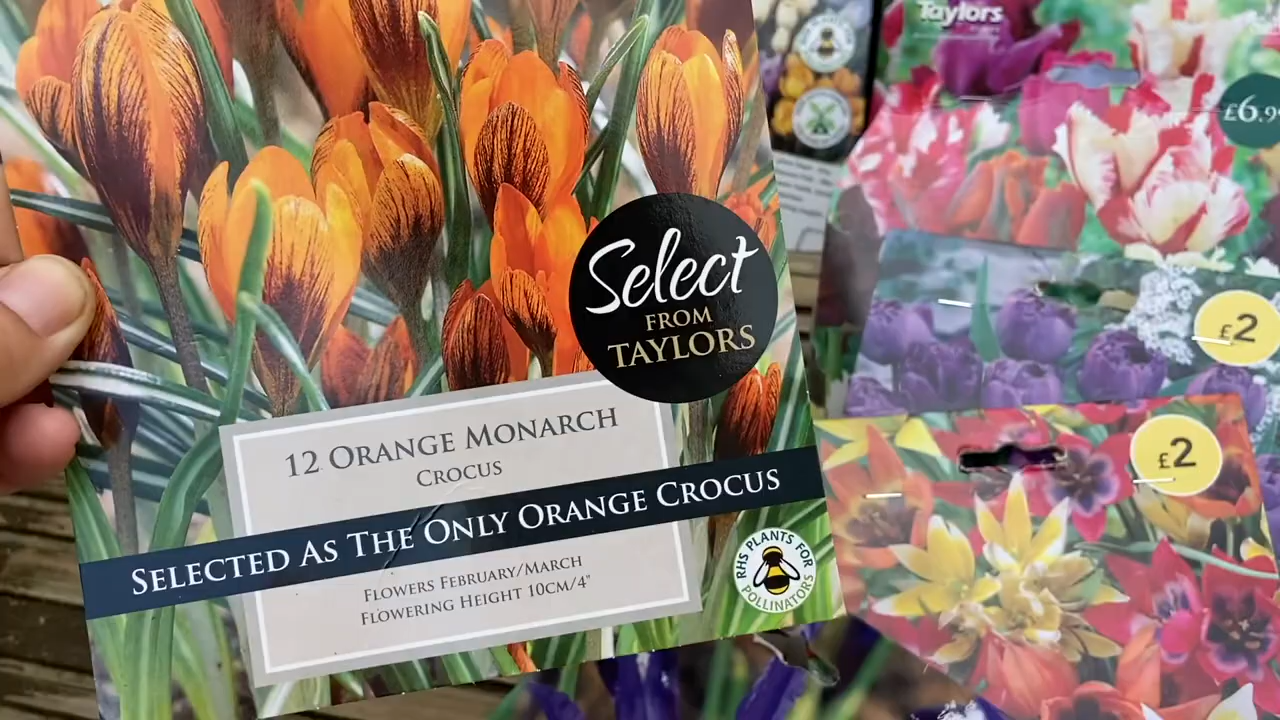 Select
FROM
TAYLORS
12 ORANGE MONARCH
CROCUS
SELECTED AS THE ONLY ORANGE CROCUS
FLOWERS FEBRUARY/MARCH
FLOWERING HEIGHT 10CM/4"
RHS PLANTS FOR
POLLINATORS
Taylors
£6.9
£2
£2